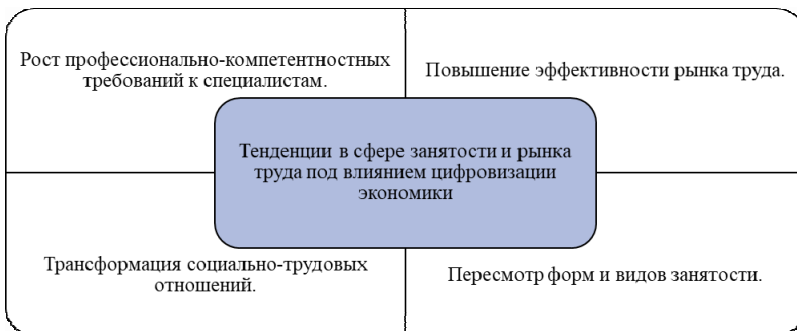 Рост профессионально-компетентностных
требований к специалистам.
Повышение эффективности рынка труда.
Тенденции в сфере занятости и рынка
труда под влиянием цифровизации
экономики
Трансформация социально-трудовых
отношений.
Пересмотр форм и видов занятости.